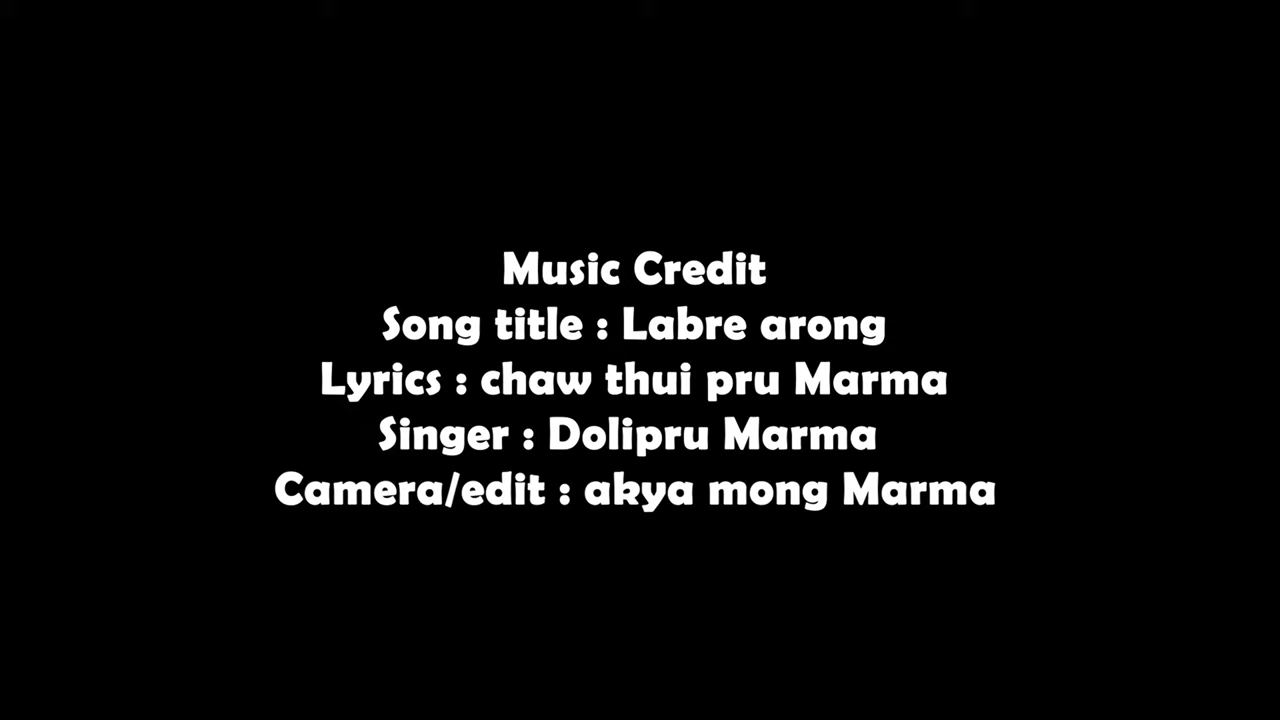 Music Credit
Song title : Labre arong
Lyrics : chaw thui pru Marma
Singer : Dolipru Marma
Camera/edit : akya mong Marma